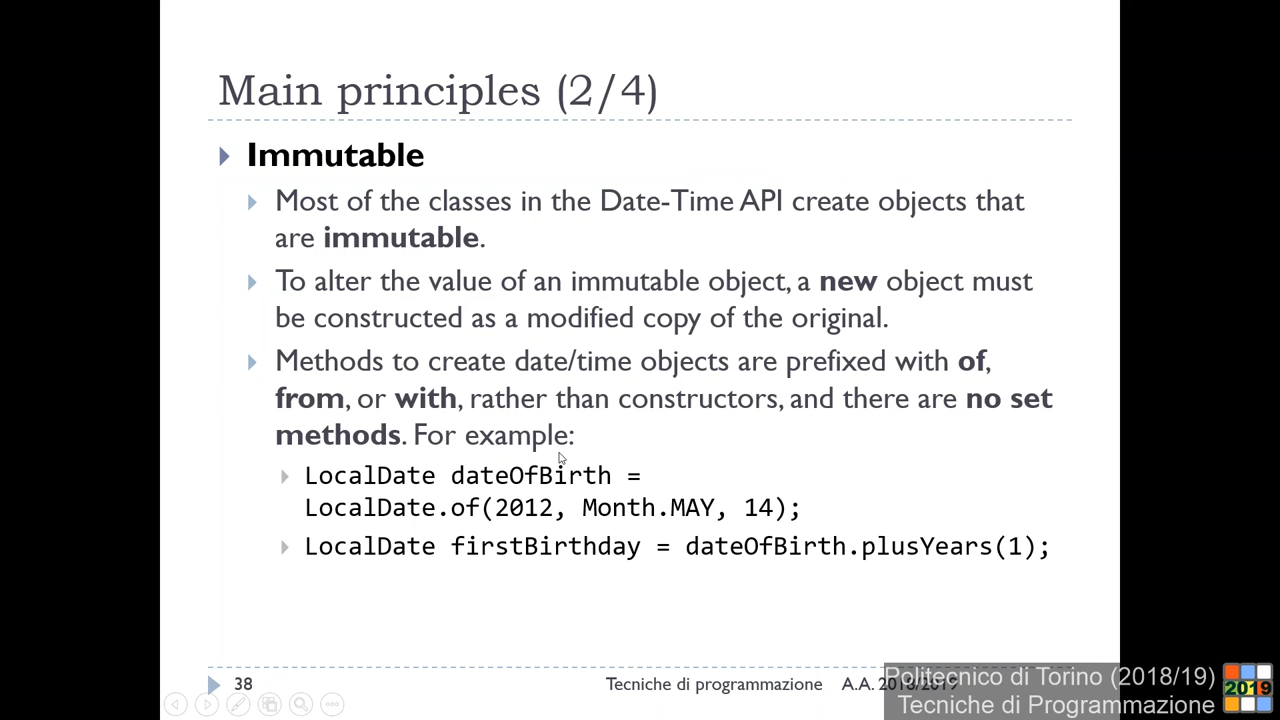 Main principles (2/4)
Immutable
Most of the classes in the Date-Time API create objects that
are immutable.
To alter the value of an immutable object, a new object must
be constructed as a modified copy of the original.
Methods to create date/time objects are prefixed with of,
from, or with, rather than constructors, and there are no set
methods. For example:
LocalDate dateOfBirth =
LocalDate.of(2012, Month.MAY, 14);
LocalDate firstBirthday = dateOfBirth.plusYears(1);
38
Tecniche di programmazione A.A. 2018/2019
Politecnico di Torino (2018/19)
Tecniche di Programmazione
2019